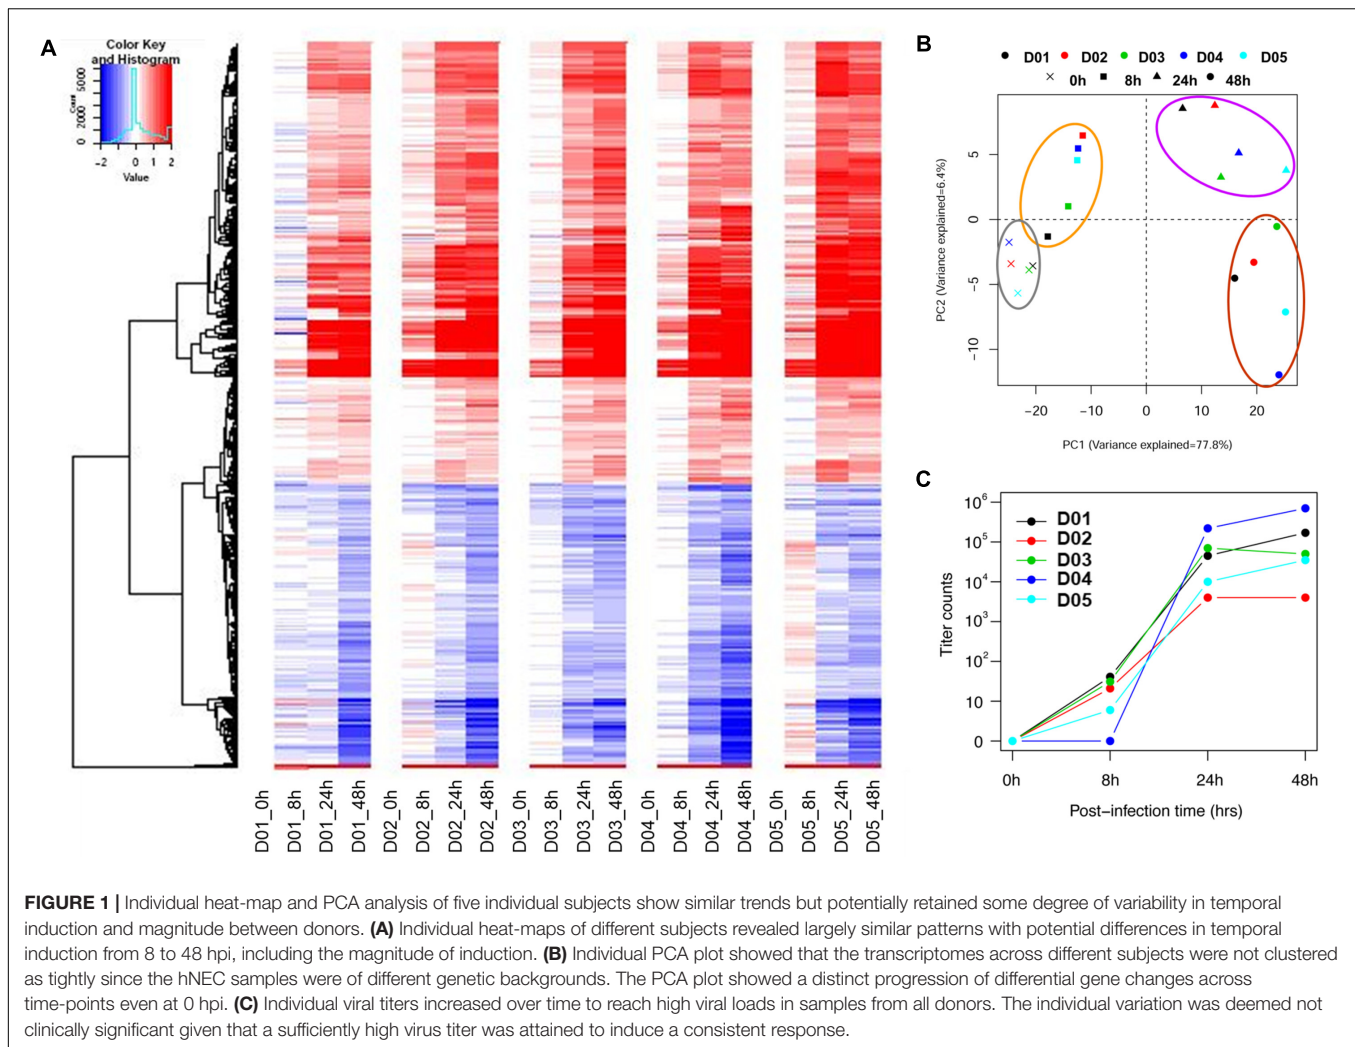 A
Color Key
and Histogram
Count
0 2000 5000
−2 −1 0 1 2
Value
D01_0h
D01_8h
D01_24h
D01_48h
D02_0h
D02_8h
D02_24h
D02_48h
D03_0h
D03_8h
D03_24h
D03_48h
D04_0h
D04_8h
D04_24h
D04_48h
D05_0h
D05_8h
D05_24h
D05_48h
B
D01 D02 D03 D04 D05
0h 8h 24h 48h
PC2 (Variance explained=6.4%)
5
0
−5
−10
−20 −10 0 10 20
PC1 (Variance explained=77.8%)
C
Titer counts
10⁶
10⁵
10⁴
10³
10²
10
0
D01
D02
D03
D04
D05
0h 8h 24h 48h
Post−infection time (hrs)
FIGURE 1 | Individual heat-map and PCA analysis of five individual subjects show similar trends but potentially retained some degree of variability in temporal
induction and magnitude between donors. (A) Individual heat-maps of different subjects revealed largely similar patterns with potential differences in temporal
induction from 8 to 48 hpi, including the magnitude of induction. (B) Individual PCA plot showed that the transcriptomes across different subjects were not clustered
as tightly since the hNEC samples were of different genetic backgrounds. The PCA plot showed a distinct progression of differential gene changes across
time-points even at 0 hpi. (C) Individual viral titers increased over time to reach high viral loads in samples from all donors. The individual variation was deemed not
clinically significant given that a sufficiently high virus titer was attained to induce a consistent response.